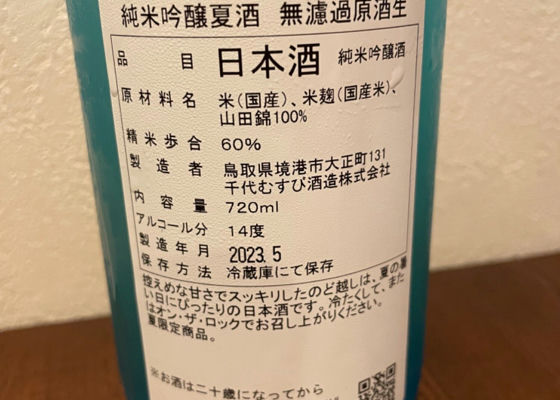 純米吟醸夏酒 無濾過原酒生
品目 日本酒 純米吟醸酒
原材料名 米(国産)、米麹(国産米)、
山田錦100%
精米歩合 60%
製造者 鳥取県境港市大正町131
千代むすび酒造株式会社
内容量 720ml
アルコール分 14度
製造年月 2023.5
保存方法 冷蔵庫にて保存
控えめな甘さでスッキリしたのど越しは、夏の暑
い日にぴったりの日本酒です。冷たくして、また
はオン・ザ・ロックでお召し上がりください。
夏限定商品。
※お酒は二十歳になってから